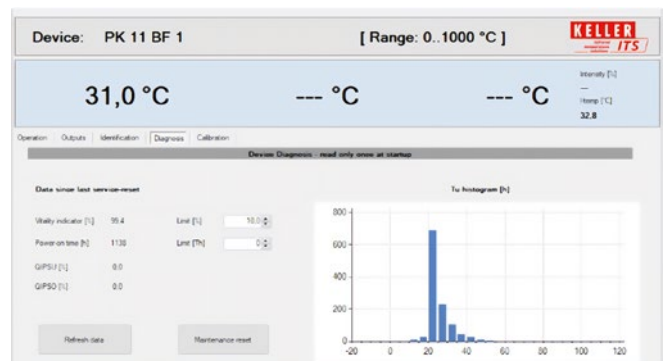 Device: PK 11 BF 1 [ Range: 0..1000 °C ] KELLER ITS
31,0 °C --- °C --- °C
Intensity [%]
---
Htemp [°C]
32,8
Operation Outputs Identification Diagnosis Calibration
Device Diagnosis - read only once at startup
Data since last service-reset
Tu histogram [h]
Vitality indicator [%] 99.4 Limit [%] 10,0
Power on time [h] 1138 Limit [Th] 0
QIPSU [%] 0.0
QIPSO [%] 0.0
Refresh data Maintenance reset
800
600
400
200
0
-20 0 20 40 60 80 100 120